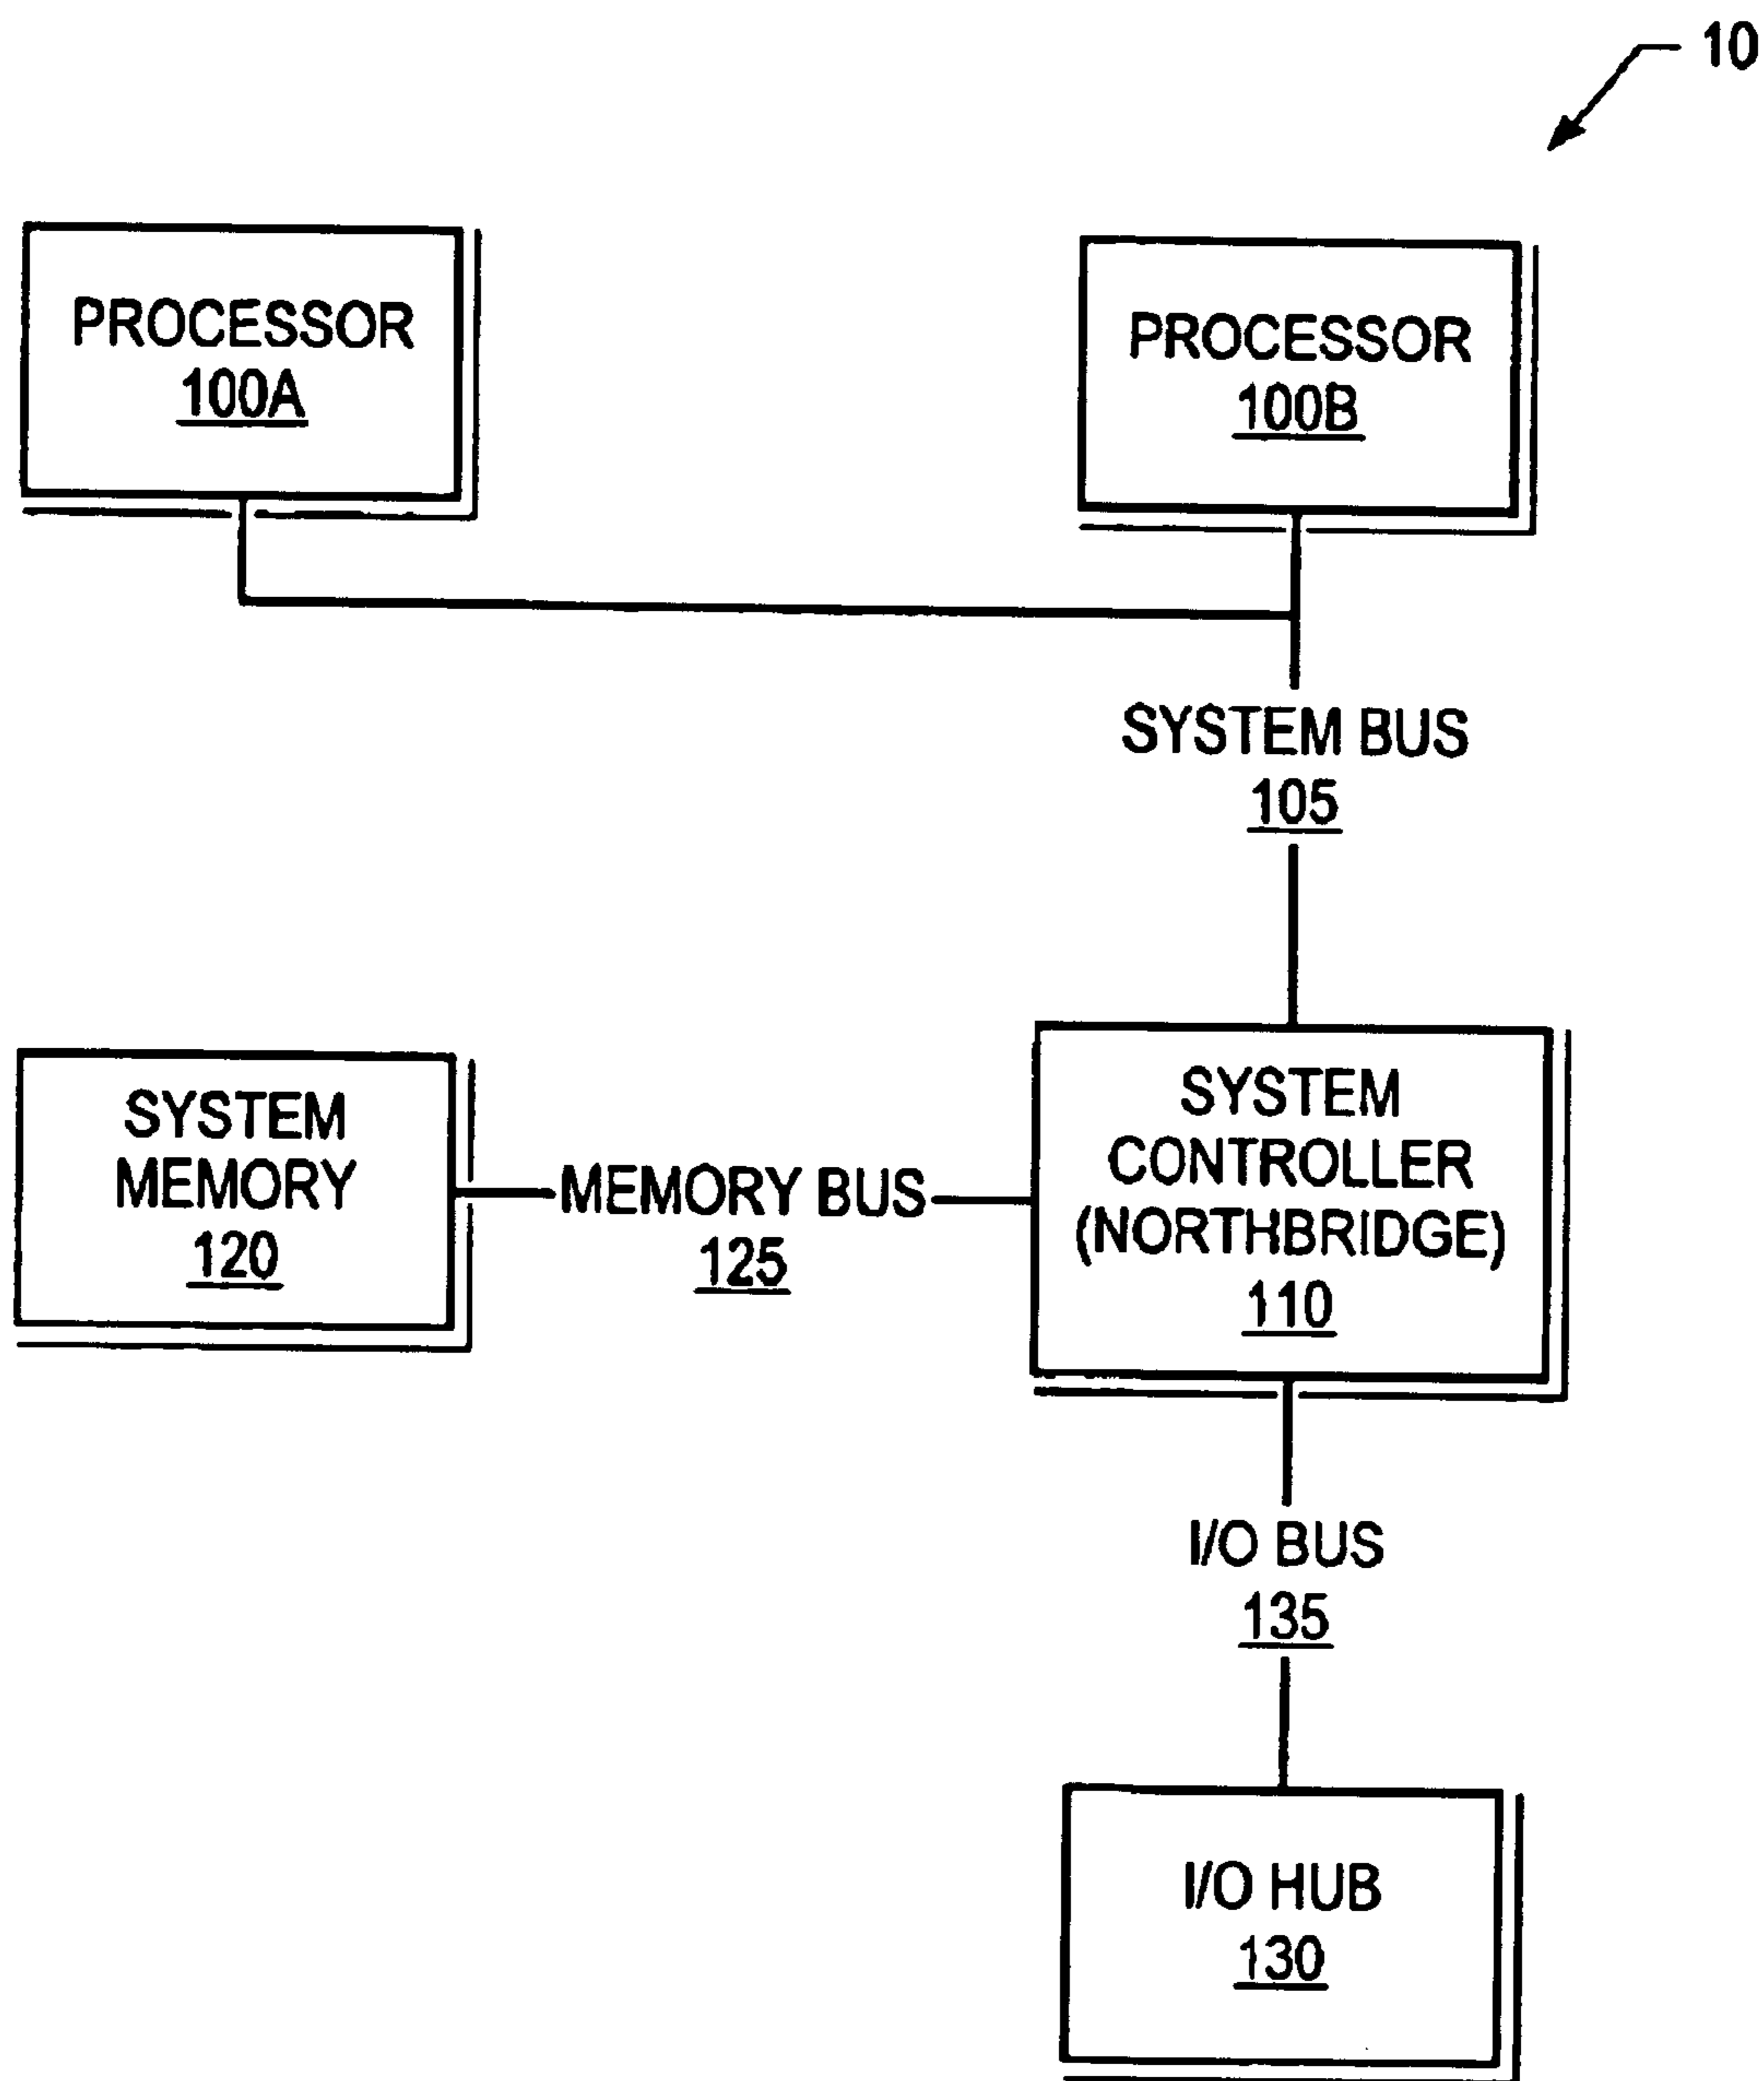 10
PROCESSOR
100A
PROCESSOR
100B
SYSTEM BUS
105
SYSTEM
MEMORY
120
MEMORY BUS
125
SYSTEM
CONTROLLER
(NORTHBRIDGE)
110
I/O BUS
135
I/O HUB
130